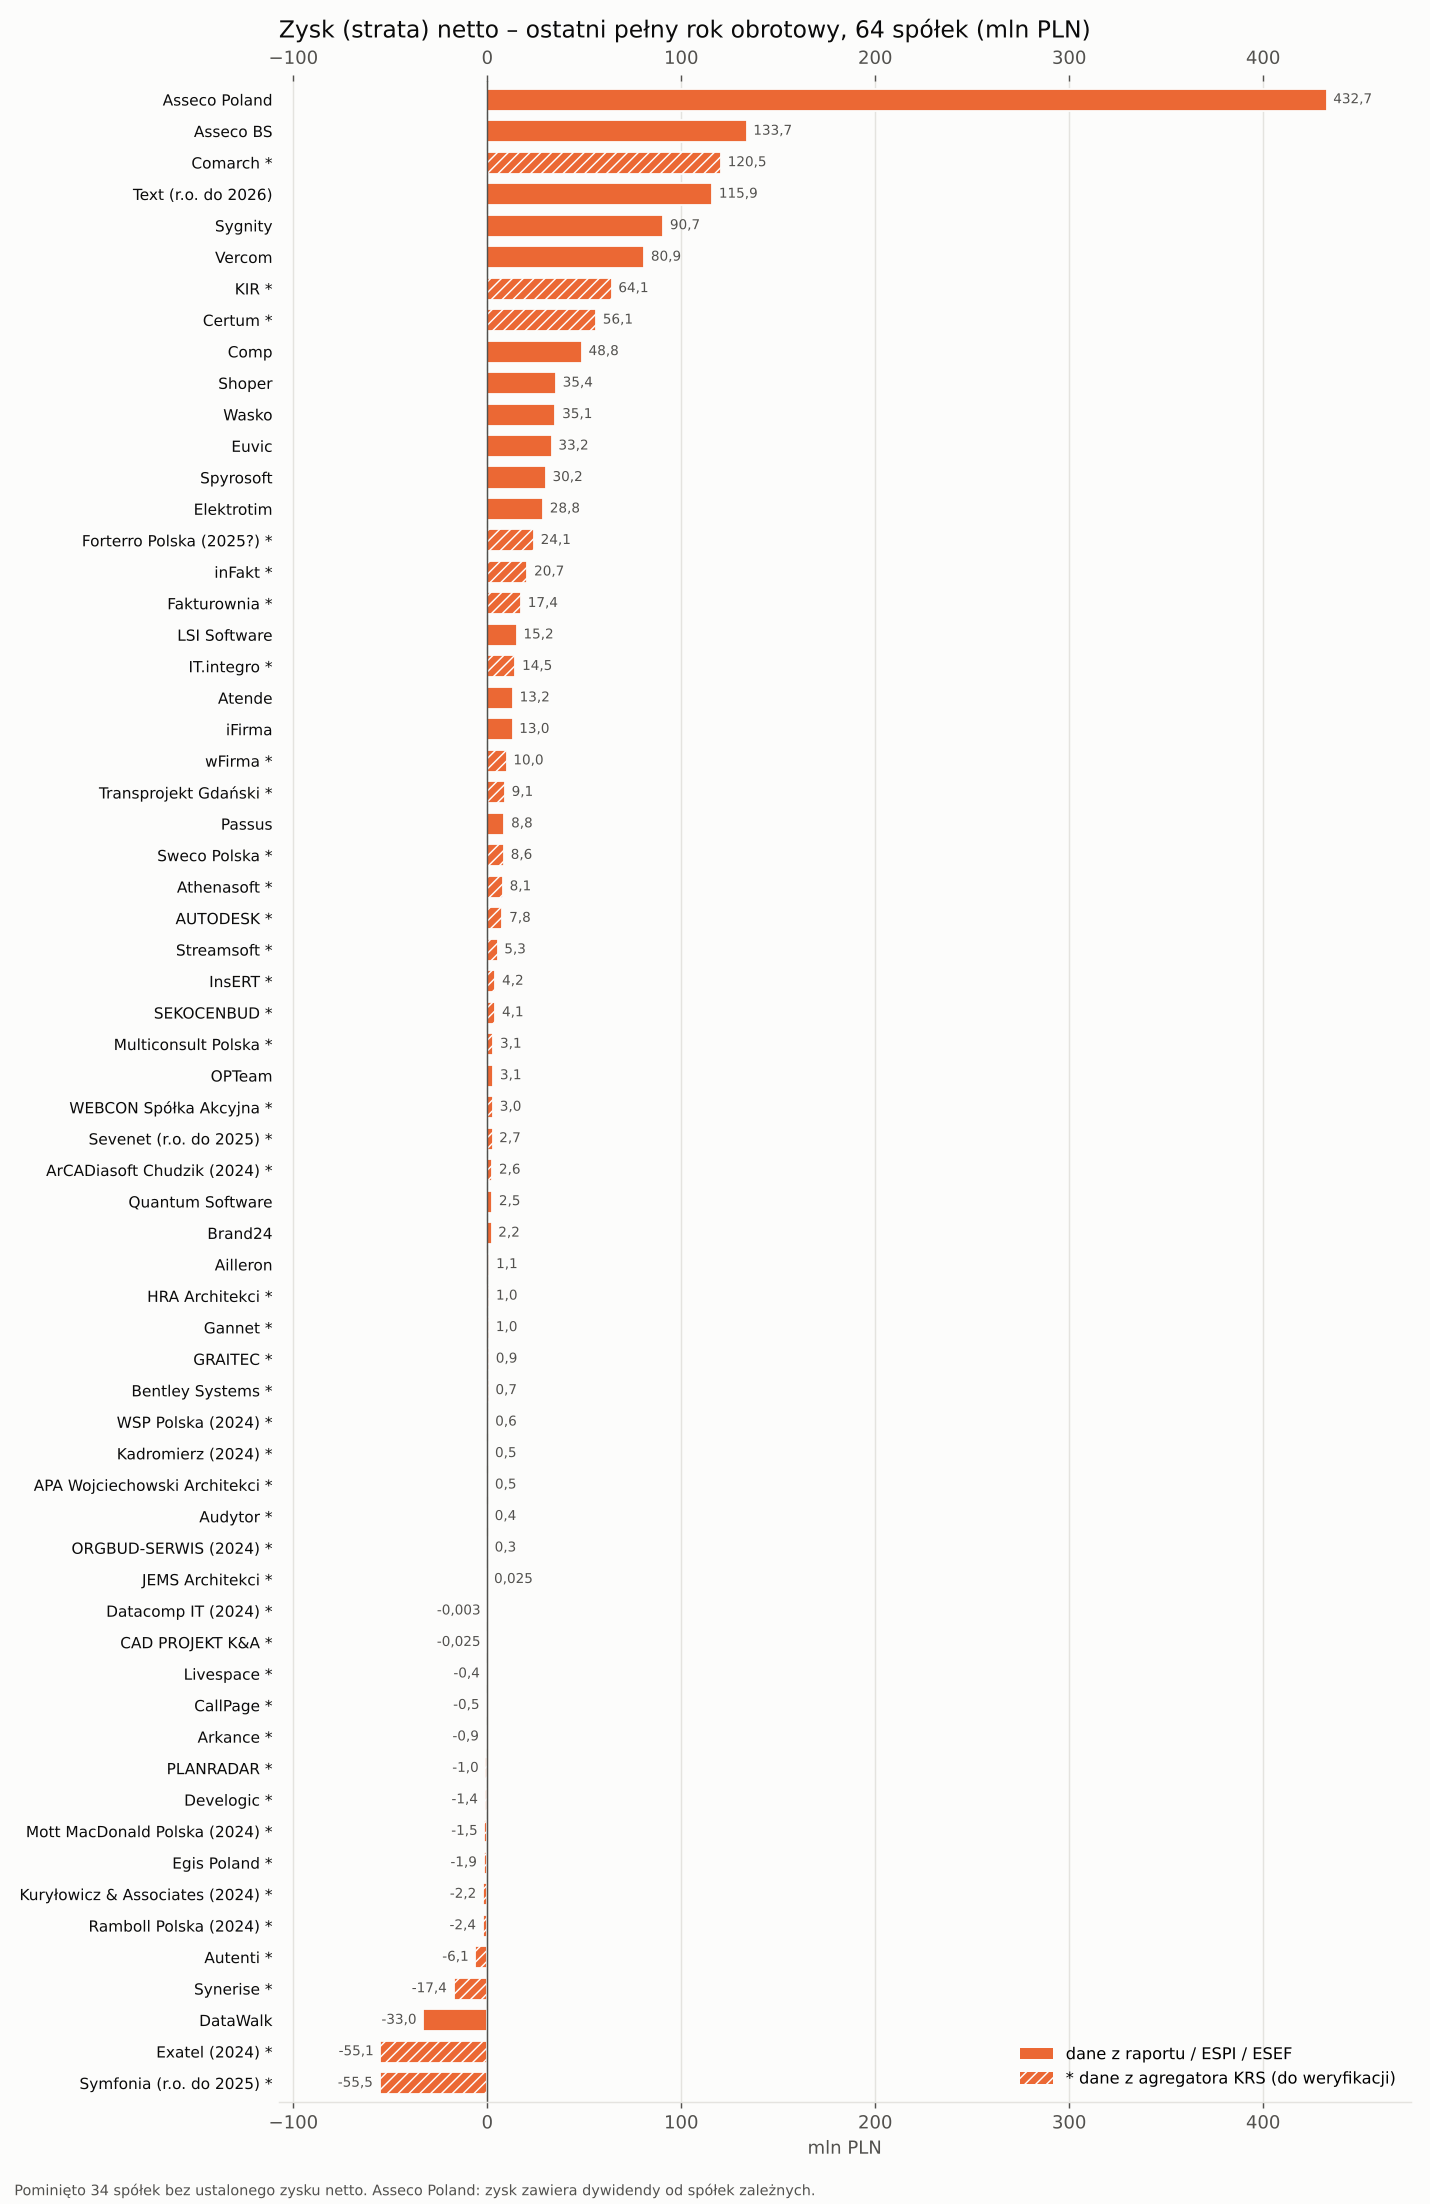 Zysk (strata) netto – ostatni pełny rok obrotowy, 64 spółek (mln PLN)
−100 0 100 200 300 400
Asseco Poland 432,7
Asseco BS 133,7
Comarch * 120,5
Text (r.o. do 2026) 115,9
Sygnity 90,7
Vercom 80,9
KIR * 64,1
Certum * 56,1
Comp 48,8
Shoper 35,4
Wasko 35,1
Euvic 33,2
Spyrosoft 30,2
Elektrotim 28,8
Forterro Polska (2025?) * 24,1
inFakt * 20,7
Fakturownia * 17,4
LSI Software 15,2
IT.integro * 14,5
Atende 13,2
iFirma 13,0
wFirma * 10,0
Transprojekt Gdański * 9,1
Passus 8,8
Sweco Polska * 8,6
Athenasoft * 8,1
AUTODESK * 7,8
Streamsoft * 5,3
InsERT * 4,2
SEKOCENBUD * 4,1
Multiconsult Polska * 3,1
OPTeam 3,1
WEBCON Spółka Akcyjna * 3,0
Sevenet (r.o. do 2025) * 2,7
ArCADiasoft Chudzik (2024) * 2,6
Quantum Software 2,5
Brand24 2,2
Ailleron 1,1
HRA Architekci * 1,0
Gannet * 1,0
GRAITEC * 0,9
Bentley Systems * 0,7
WSP Polska (2024) * 0,6
Kadromierz (2024) * 0,5
APA Wojciechowski Architekci * 0,5
Audytor * 0,4
ORGBUD-SERWIS (2024) * 0,3
JEMS Architekci * 0,025
Datacomp IT (2024) * -0,003
CAD PROJEKT K&A * -0,025
Livespace * -0,4
CallPage * -0,5
Arkance * -0,9
PLANRADAR * -1,0
Develogic * -1,4
Mott MacDonald Polska (2024) * -1,5
Egis Poland * -1,9
Kuryłowicz & Associates (2024) * -2,2
Ramboll Polska (2024) * -2,4
Autenti * -6,1
Synerise * -17,4
DataWalk -33,0
Exatel (2024) * -55,1
Symfonia (r.o. do 2025) * -55,5
dane z raportu / ESPI / ESEF
* dane z agregatora KRS (do weryfikacji)
−100 0 100 200 300 400
mln PLN
Pominięto 34 spółek bez ustalonego zysku netto. Asseco Poland: zysk zawiera dywidendy od spółek zależnych.